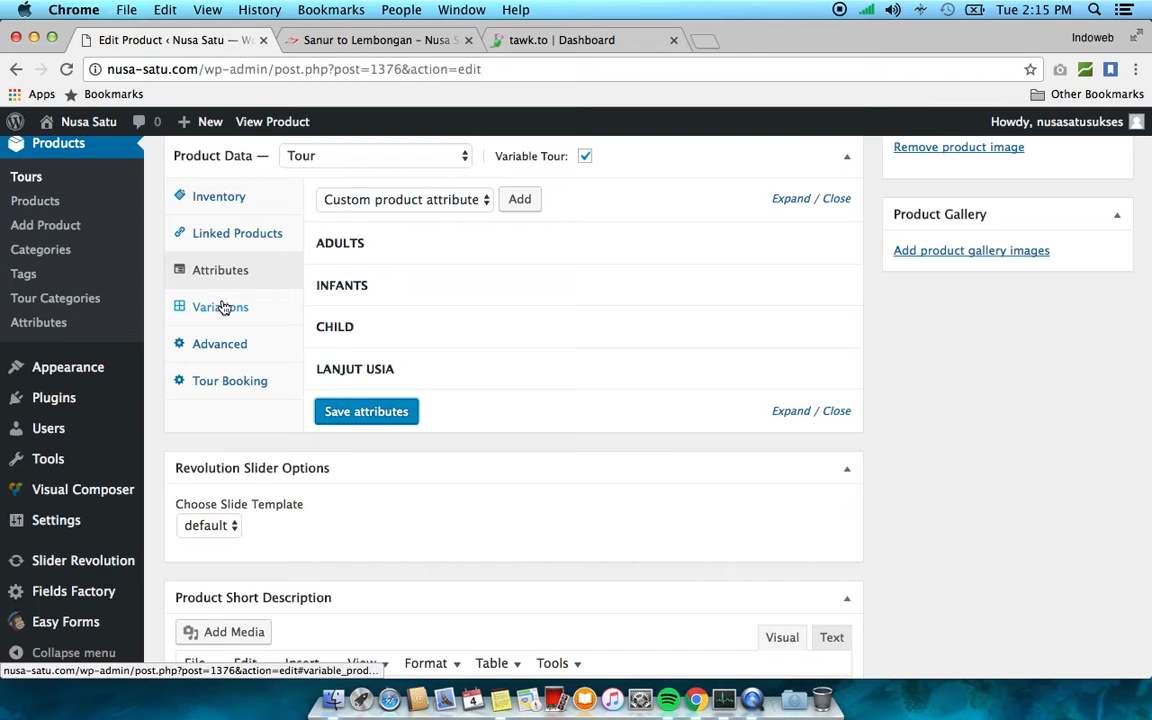 Chrome File Edit View History Bookmarks People Window Help Tue 2:15 PM
Edit Product ‹ Nusa Satu — Wo Sanur to Lembongan – Nusa S tawk.to | Dashboard Indoweb
nusa-satu.com/wp-admin/post.php?post=1376&action=edit
Apps Bookmarks Other Bookmarks
Nusa Satu 0 New View Product Howdy, nusasatusukses
Products
Tours
Products
Add Product
Categories
Tags
Tour Categories
Attributes
Appearance
Plugins
Users
Tools
Visual Composer
Settings
Slider Revolution
Fields Factory
Easy Forms
Collapse menu
Product Data — Tour Variable Tour:
Inventory
Linked Products
Attributes
Variations
Advanced
Tour Booking
Custom product attribute Add Expand / Close
ADULTS
INFANTS
CHILD
LANJUT USIA
Save attributes Expand / Close
Revolution Slider Options
Choose Slide Template
default
Product Short Description
Add Media Visual Text
File Edit Insert View Format Table Tools
Remove product image
Product Gallery
Add product gallery images
nusa-satu.com/wp-admin/post.php?post=1376&action=edit#variable_prod...
4